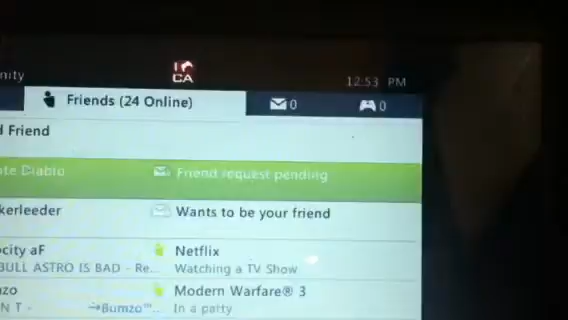 nity
CA
12:53 PM
Friends (24 Online)
0
0
d Friend
te Diablo
Friend request pending
kerleeder
Wants to be your friend
ocity aF
Netflix
BULL ASTRO IS BAD - Re...
Watching a TV Show
nzo
Modern Warfare® 3
N T -
→Bumzo™...
In a party